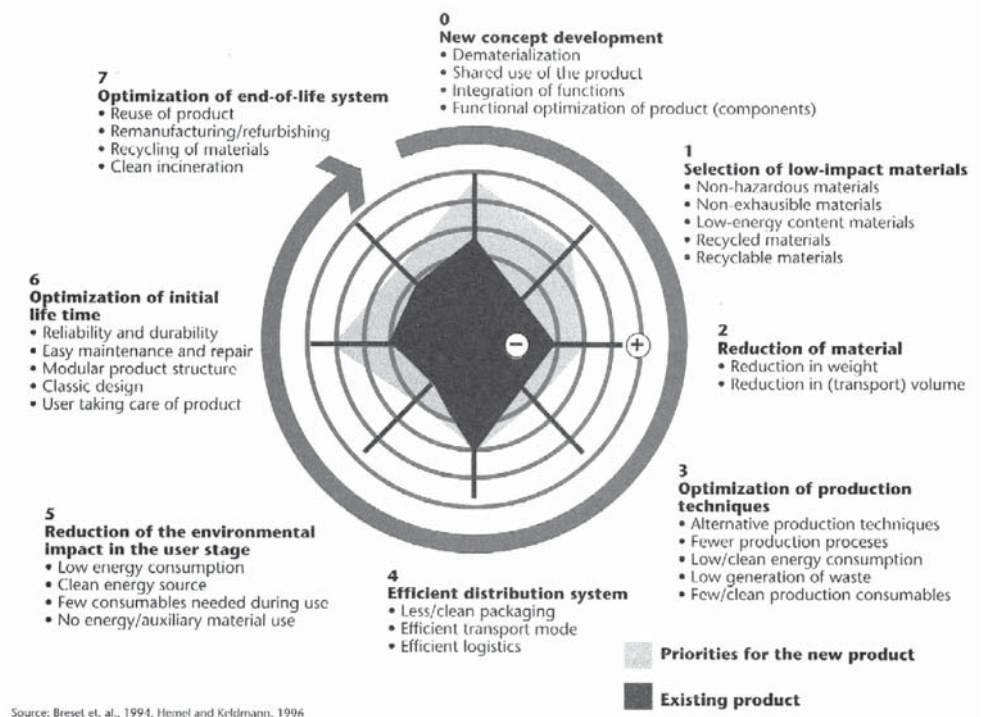 0
New concept development
• Dematerialization
• Shared use of the product
• Integration of functions
• Functional optimization of product (components)
7
Optimization of end-of-life system
• Reuse of product
• Remanufacturing/refurbishing
• Recycling of materials
• Clean incineration
1
Selection of low-impact materials
• Non-hazardous materials
• Non-exhausible materials
• Low-energy content materials
• Recycled materials
• Recyclable materials
6
Optimization of initial
life time
• Reliability and durability
• Easy maintenance and repair
• Modular product structure
• Classic design
• User taking care of product
− +
2
Reduction of material
• Reduction in weight
• Reduction in (transport) volume
3
Optimization of production
techniques
• Alternative production techniques
• Fewer production proceses
• Low/clean energy consumption
• Low generation of waste
• Few/clean production consumables
5
Reduction of the environmental
impact in the user stage
• Low energy consumption
• Clean energy source
• Few consumables needed during use
• No energy/auxiliary material use
4
Efficient distribution system
• Less/clean packaging
• Efficient transport mode
• Efficient logistics
Priorities for the new product
Existing product
Source: Breset et. al., 1994, Hemel and Keldmann, 1996